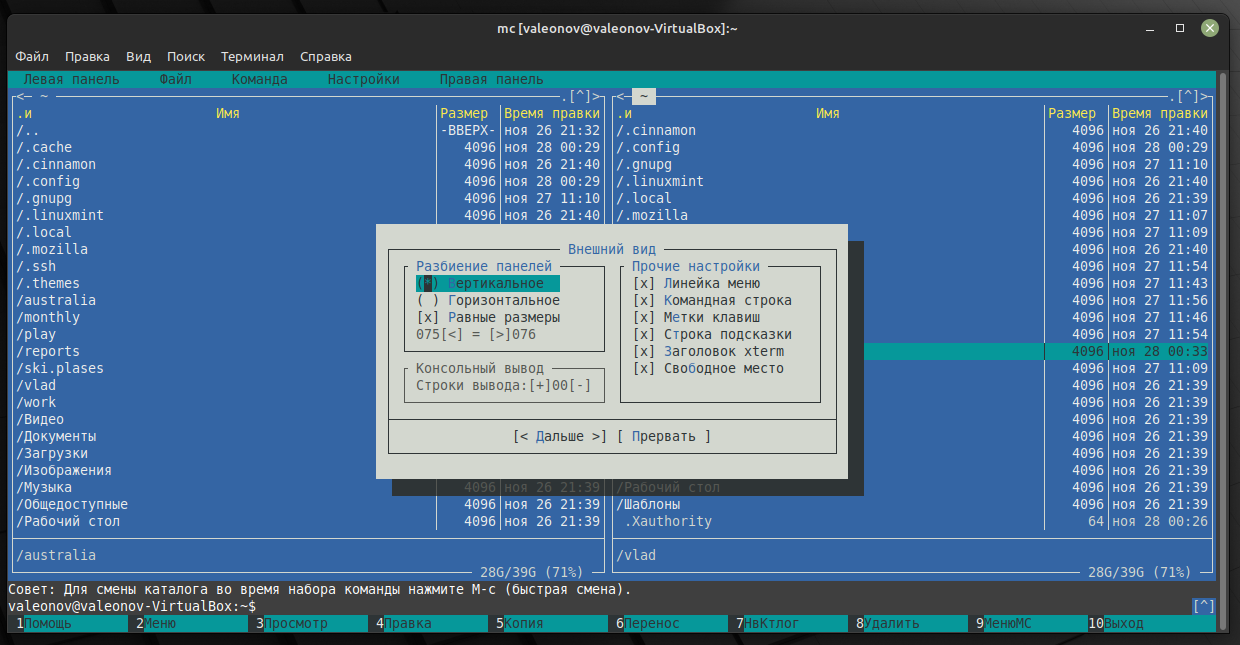 mc [valeonov@valeonov-VirtualBox]:~
Файл Правка Вид Поиск Терминал Справка
Левая панель Файл Команда Настройки Правая панель
<— ~ .[^]> <— ~ .[^]>
.и Имя Размер Время правки .и Имя Размер Время правки
/.. -ВВЕРХ- ноя 26 21:32 /.cinnamon 4096 ноя 26 21:40
/.cache 4096 ноя 28 00:29 /.config 4096 ноя 28 00:29
/.cinnamon 4096 ноя 26 21:40 /.gnupg 4096 ноя 27 11:10
/.config 4096 ноя 28 00:29 /.linuxmint 4096 ноя 26 21:40
/.gnupg 4096 ноя 27 11:10 /.local 4096 ноя 26 21:39
/.linuxmint 4096 ноя 26 21:40 /.mozilla 4096 ноя 27 11:07
/.local 4096 ноя 27 11:09
/.mozilla Внешний вид 4096 ноя 26 21:40
/.ssh Разбиение панелей Прочие настройки 4096 ноя 27 11:54
/.themes (*) Вертикальное [x] Линейка меню 4096 ноя 27 11:43
/australia ( ) Горизонтальное [x] Командная строка 4096 ноя 27 11:56
/monthly [x] Равные размеры [x] Метки клавиш 4096 ноя 27 11:46
/play 075[<] = [>]076 [x] Строка подсказки 4096 ноя 27 11:54
/reports [x] Заголовок xterm 4096 ноя 28 00:33
/ski.plases Консольный вывод [x] Свободное место 4096 ноя 27 11:09
/vlad Строки вывода:[+]00[-] 4096 ноя 26 21:39
/work 4096 ноя 26 21:39
/Видео 4096 ноя 26 21:39
/Документы [< Дальше >] [ Прервать ] 4096 ноя 26 21:39
/Загрузки 4096 ноя 26 21:39
/Изображения 4096 ноя 26 21:39
/Музыка 4096 ноя 26 21:39 /Рабочий стол 4096 ноя 26 21:39
/Общедоступные 4096 ноя 26 21:39 /Шаблоны 4096 ноя 26 21:39
/Рабочий стол 4096 ноя 26 21:39 .Xauthority 64 ноя 28 00:26
/australia /vlad
28G/39G (71%) 28G/39G (71%)
Совет: Для смены каталога во время набора команды нажмите M-c (быстрая смена).
valeonov@valeonov-VirtualBox:~$ [^]
1Помощь 2Меню 3Просмотр 4Правка 5Копия 6Перенос 7НвКтлог 8Удалить 9МенюMC 10Выход